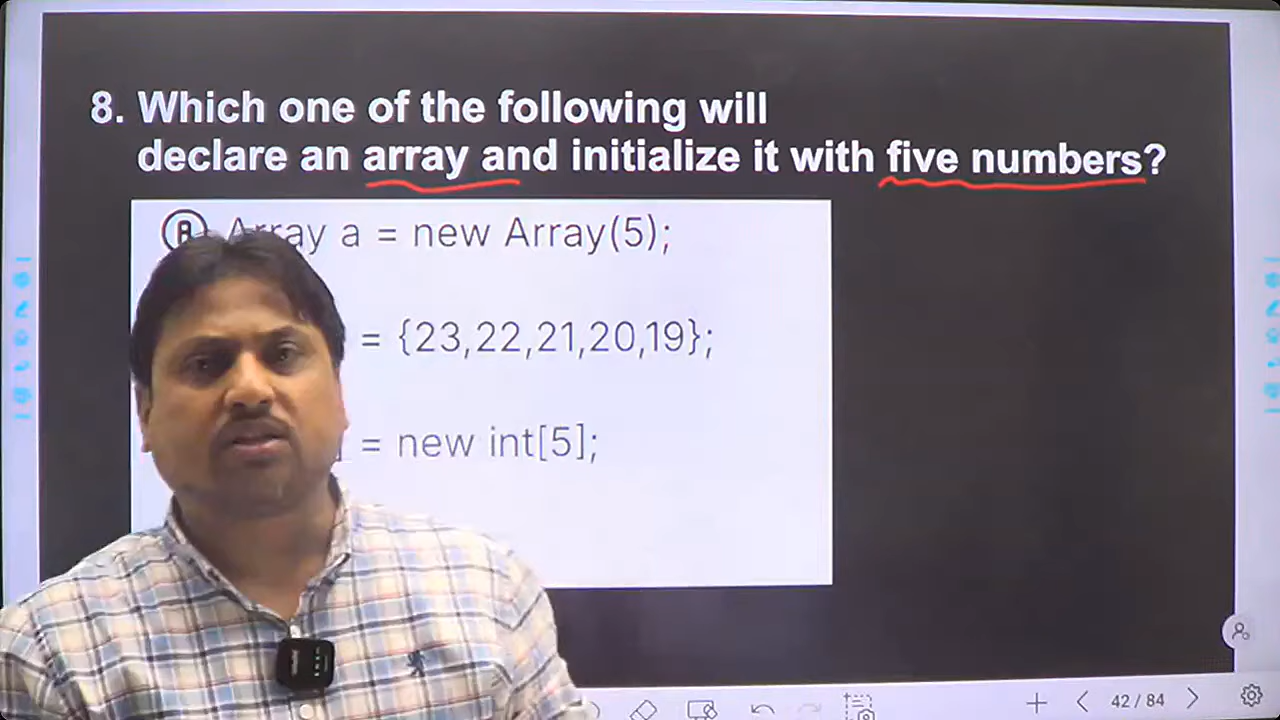 8. Which one of the following will
declare an array and initialize it with five numbers?
Array a = new Array(5);
= {23,22,21,20,19};
= new int[5];
42 / 84